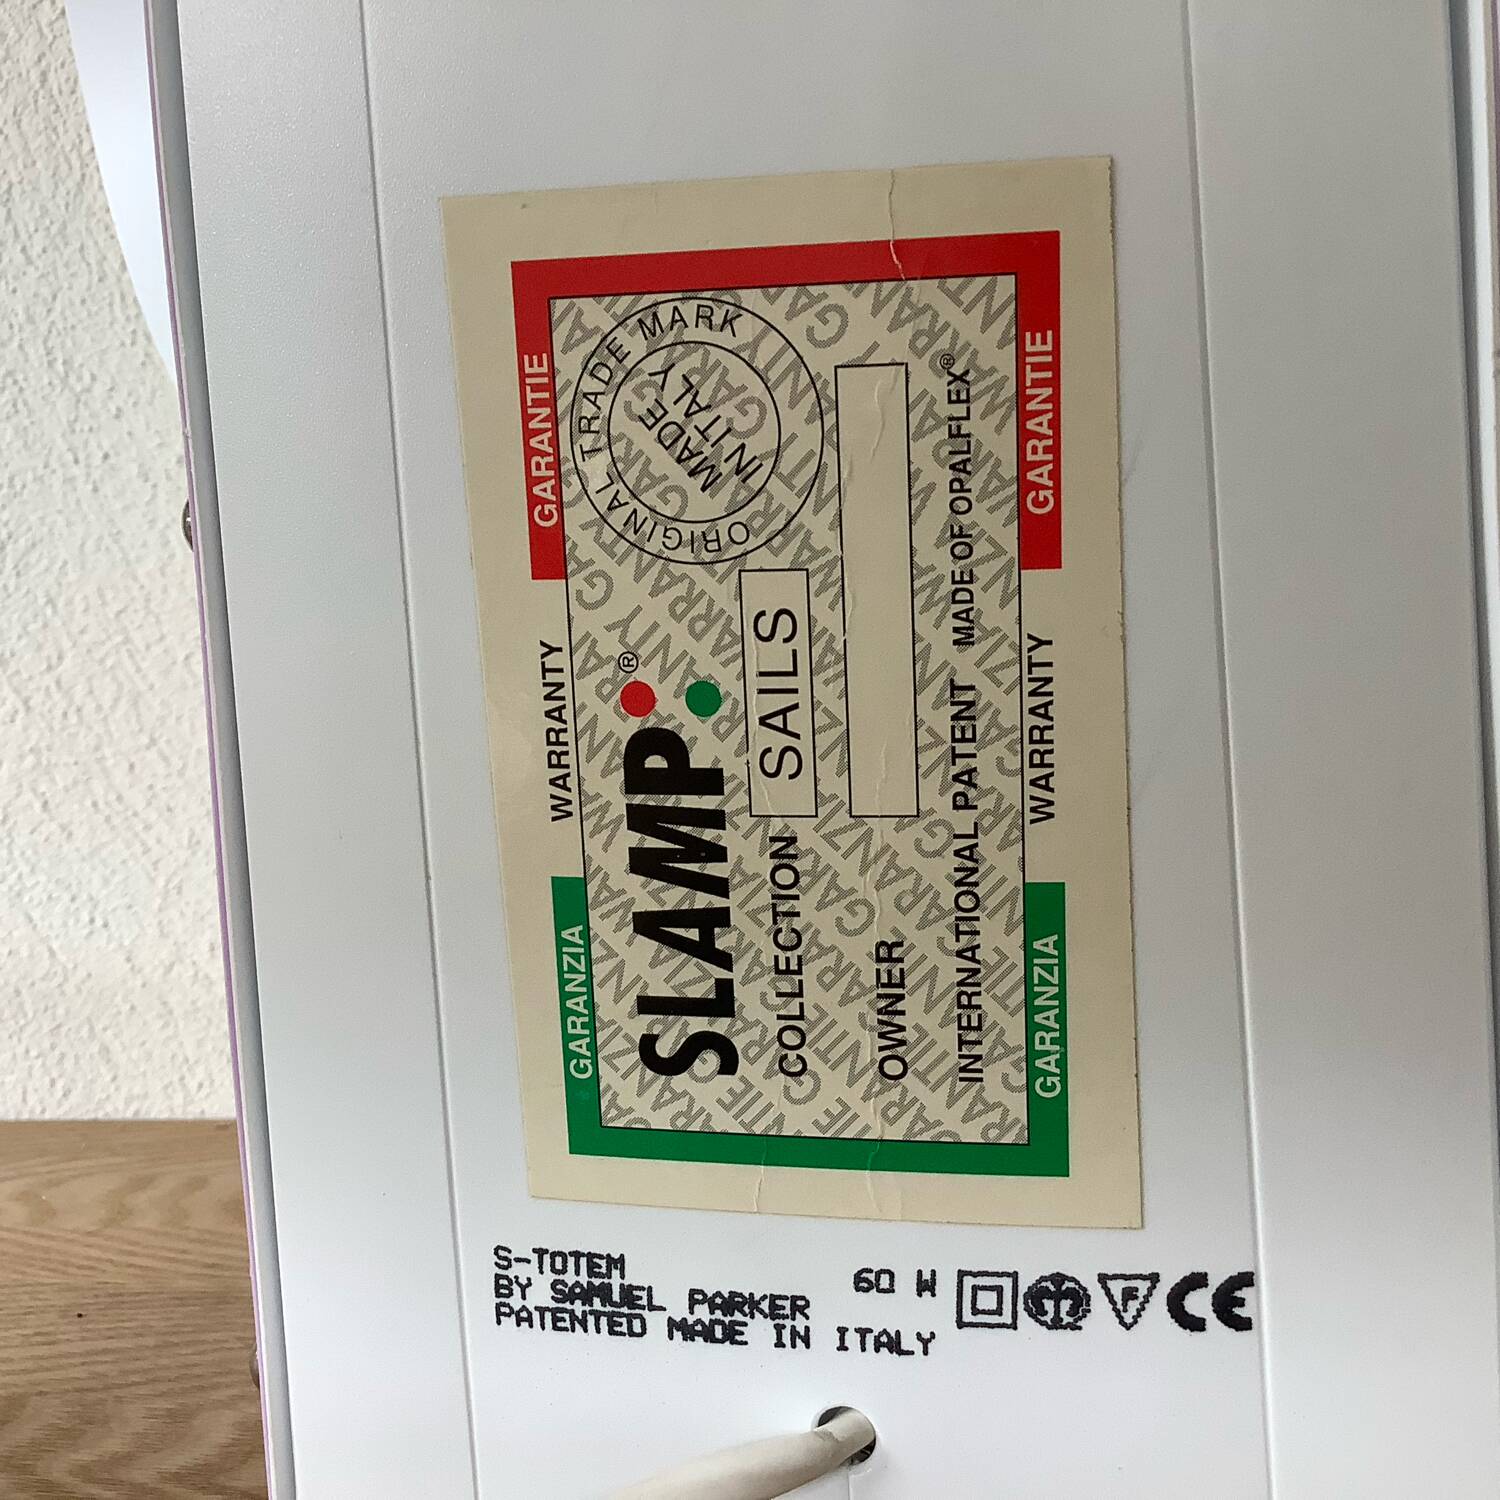 GARANZIA WARRANTY GARANTIE
SLAMP®
ORIGINAL TRADE MARK
MADE
IN ITALY
COLLECTION SAILS
OWNER
INTERNATIONAL PATENT MADE OF OPALFLEX®
GARANZIA WARRANTY GARANTIE
S-TOTEM
BY SAMUEL PARKER 60 W
PATENTED MADE IN ITALY
F CE